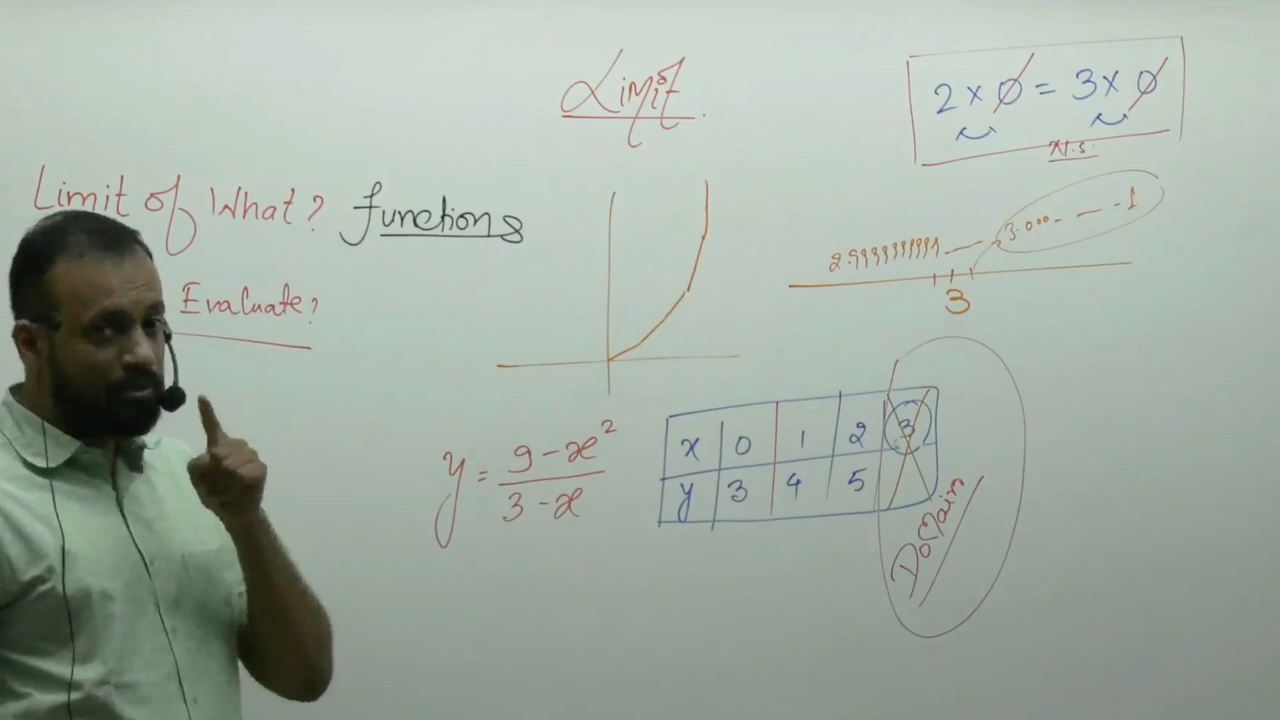 Limit
2 × 0 = 3 × 0
N.S.
Limit of What? functions
Evaluate?
2.9999999999 — - 3.000- — - -1
3
y = 9-x² / 3-x
x 0 1 2 3
y 3 4 5
Domain